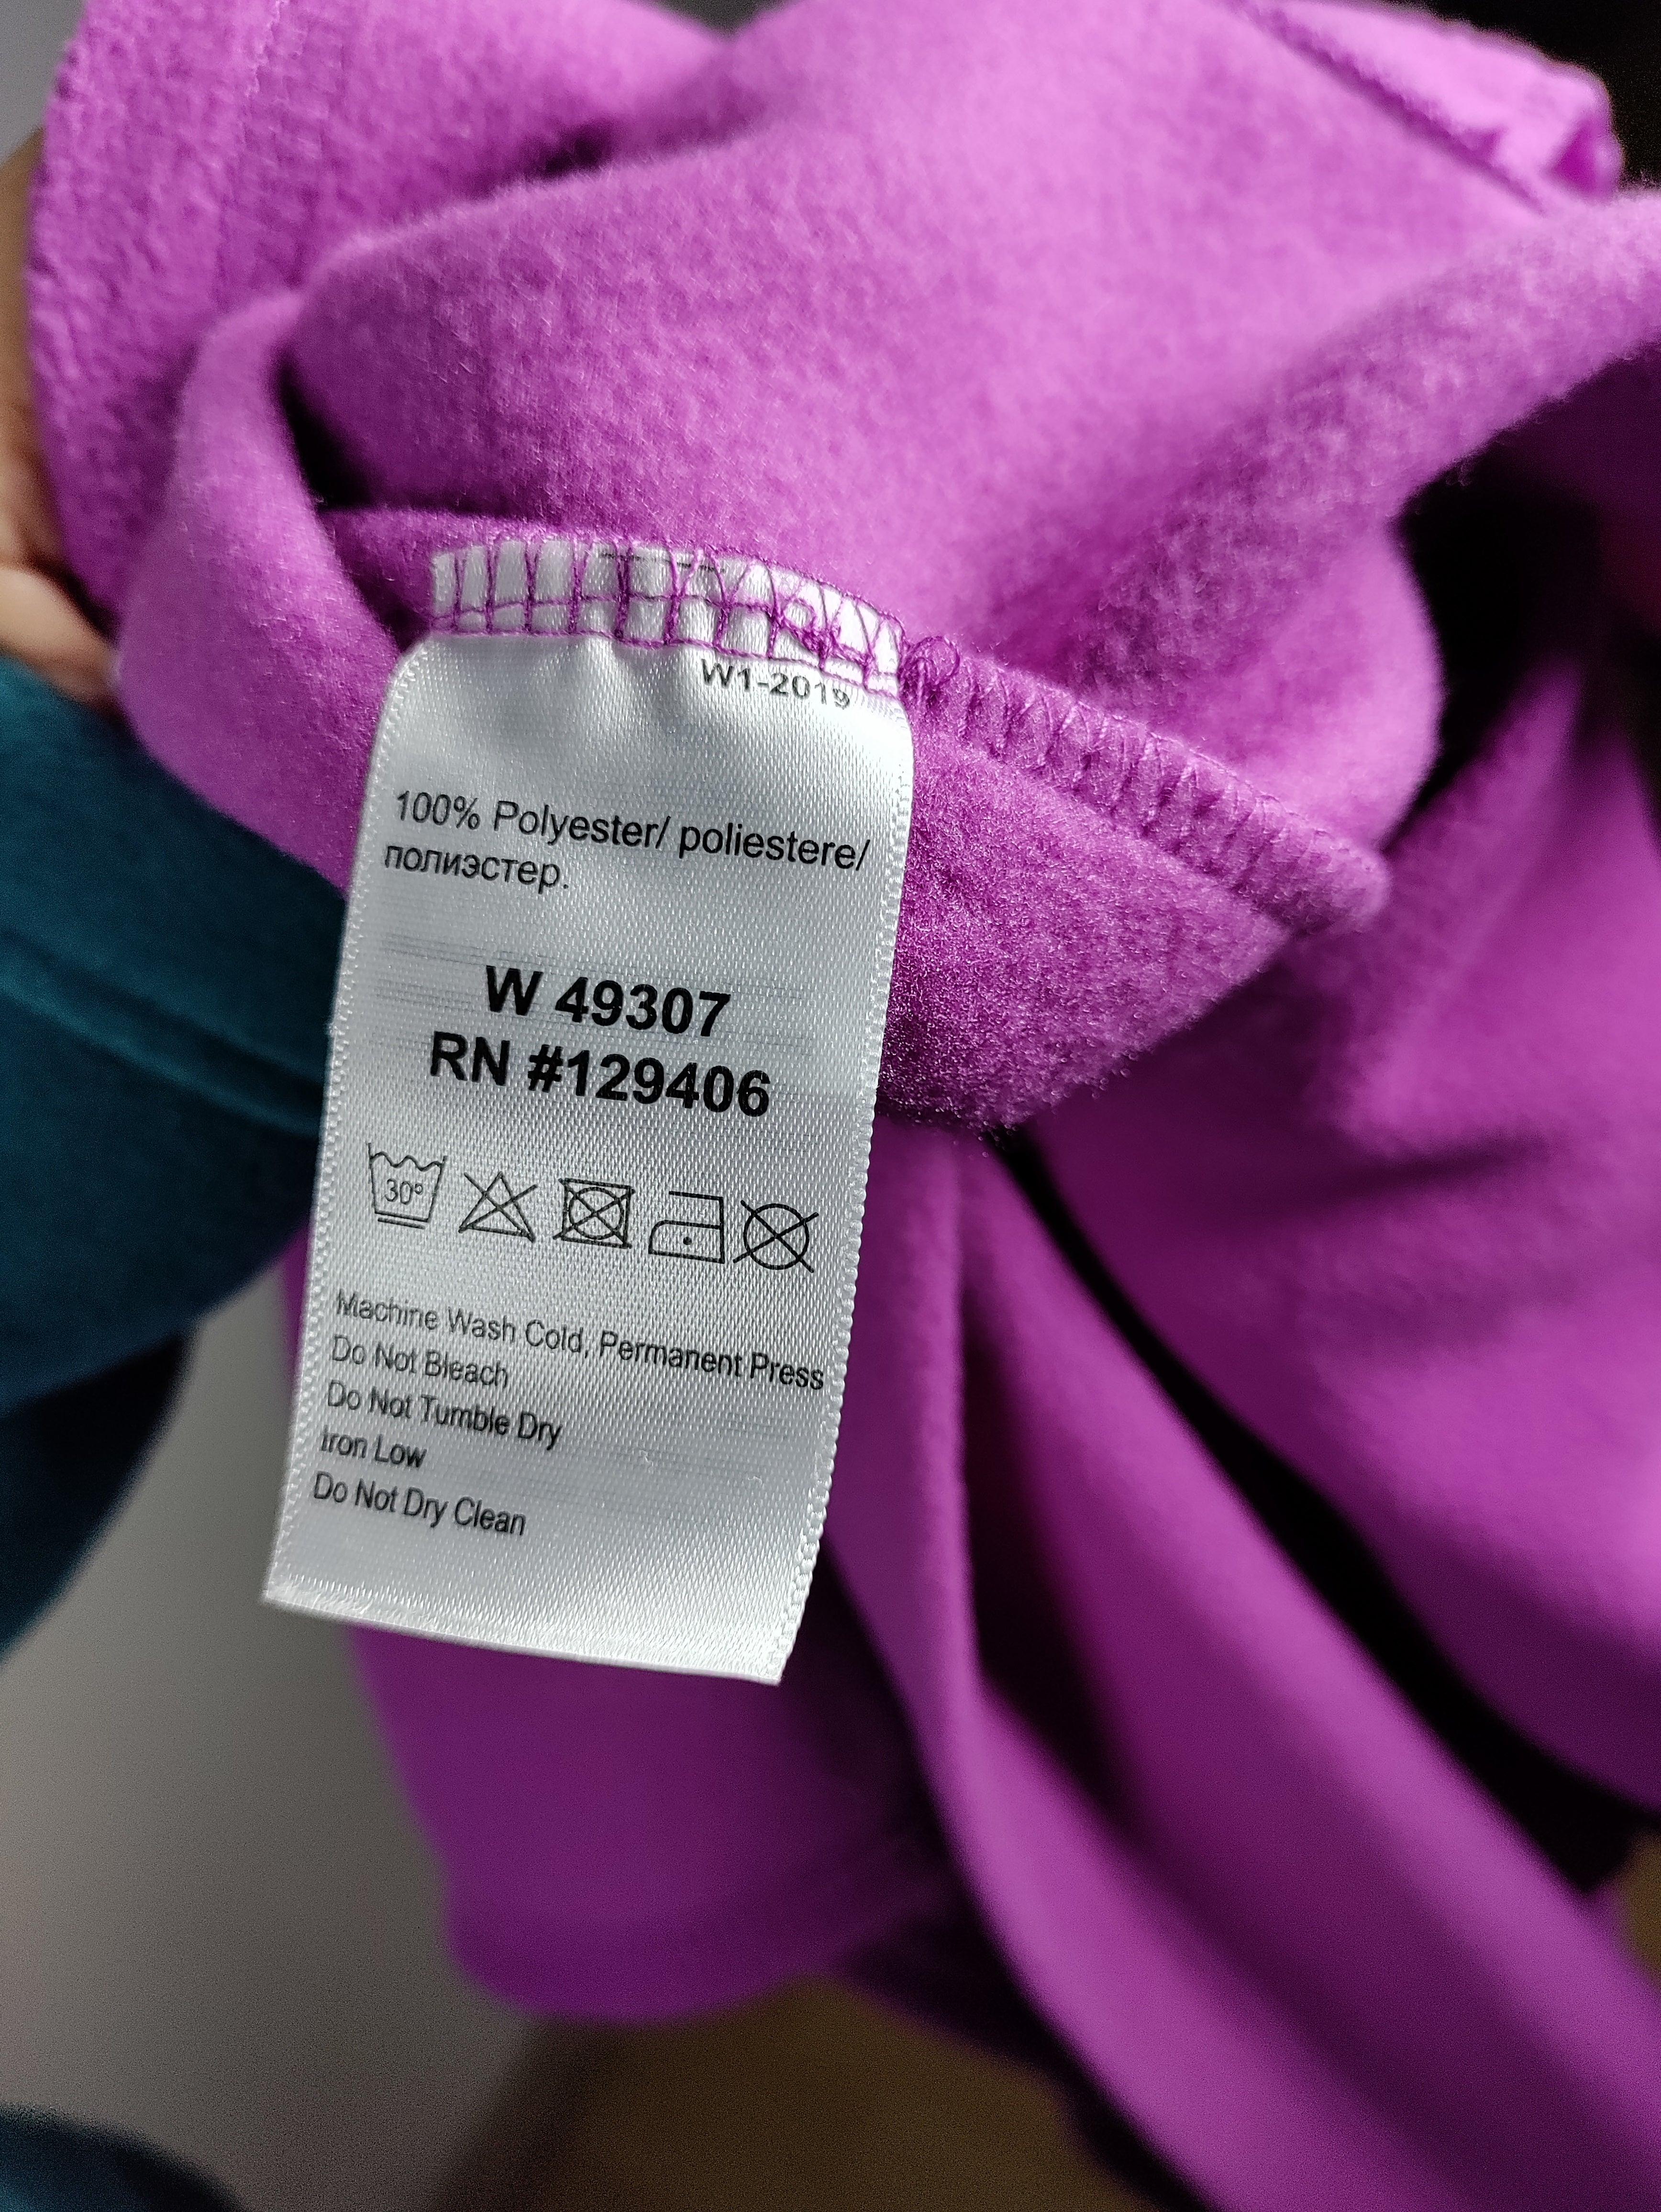 W1-2019
100% Polyester/ poliestere/
полиэстер.
W 49307
RN #129406
30°
Machine Wash Cold, Permanent Press
Do Not Bleach
Do Not Tumble Dry
Iron Low
Do Not Dry Clean